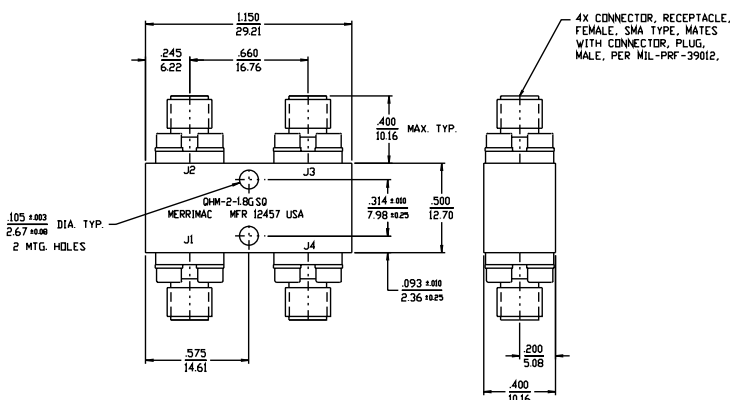 1.150
29.21
.245
6.22
.660
16.76
4X CONNECTOR, RECEPTACLE,
FEMALE, SMA TYPE, MATES
WITH CONNECTOR, PLUG,
MALE, PER MIL-PRF-39012,
.400
10.16
MAX. TYP.
J2
J3
QHM-2-1.8GSQ
MERRIMAC MFR 12457 USA
J1
J4
.105 ±.003
2.67 ±0.08
DIA. TYP.
2 MTG. HOLES
.314 ±.010
7.98 ±0.25
.500
12.70
.093 ±.010
2.36 ±0.25
.575
14.61
.200
5.08
.400
10.16